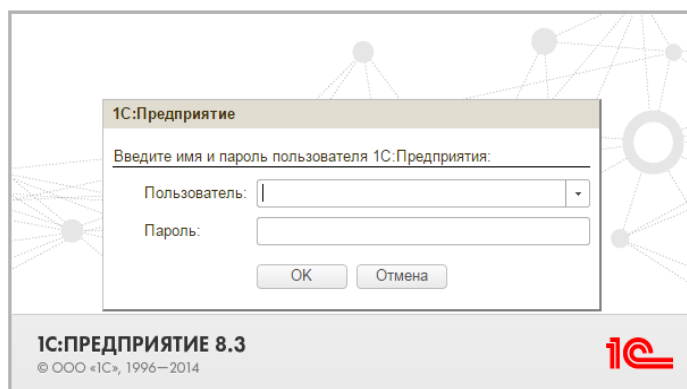 1С:Предприятие
Введите имя и пароль пользователя 1С:Предприятия:
Пользователь:
Пароль:
OK Отмена
1С:ПРЕДПРИЯТИЕ 8.3
© ООО «1С», 1996—2014
1С